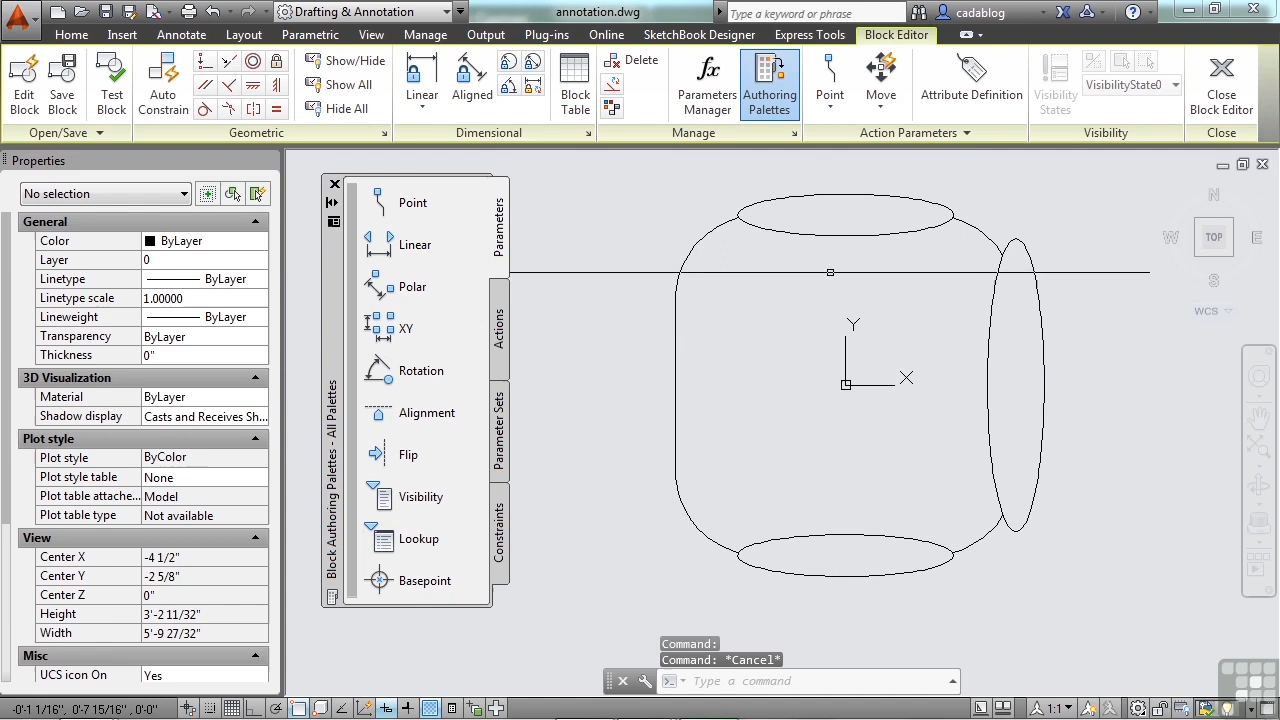 Drafting & Annotation
annotation.dwg
Type a keyword or phrase
cadablog
Home Insert Annotate Layout Parametric View Manage Output Plug-ins Online SketchBook Designer Express Tools Block Editor
Edit Block
Save Block
Test Block
Open/Save
Auto Constrain
Show/Hide
Show All
Hide All
Geometric
Linear
Aligned
Dimensional
Block Table
Delete
Parameters Manager
Authoring Palettes
Manage
Point
Move
Attribute Definition
Action Parameters
Visibility States
VisibilityState0
Visibility
Close Block Editor
Close
Properties
No selection
General
Color ByLayer
Layer 0
Linetype ByLayer
Linetype scale 1.00000
Lineweight ByLayer
Transparency ByLayer
Thickness 0"
3D Visualization
Material ByLayer
Shadow display Casts and Receives Sh...
Plot style
Plot style ByColor
Plot style table None
Plot table attache... Model
Plot table type Not available
View
Center X -4 1/2"
Center Y -2 5/8"
Center Z 0"
Height 3'-2 11/32"
Width 5'-9 27/32"
Misc
UCS icon On Yes
Block Authoring Palettes - All Palettes
Point
Linear
Polar
XY
Rotation
Alignment
Flip
Visibility
Lookup
Basepoint
Parameters
Actions
Parameter Sets
Constraints
Y
X
N
W TOP E
S
WCS
Command:
Command: *Cancel*
Type a command
-0'-1 1/16", 0'-7 15/16", 0'-0"
1:1